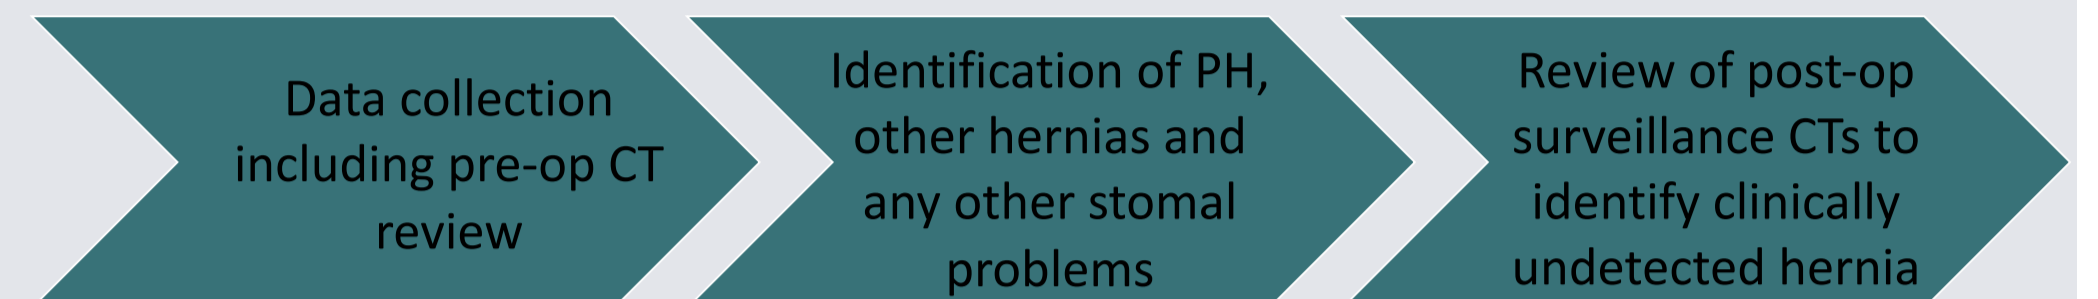 Data collection
including pre-op CT
review
Identification of PH,
other hernias and
any other stomal
problems
Review of post-op
surveillance CTs to
identify clinically
undetected hernia